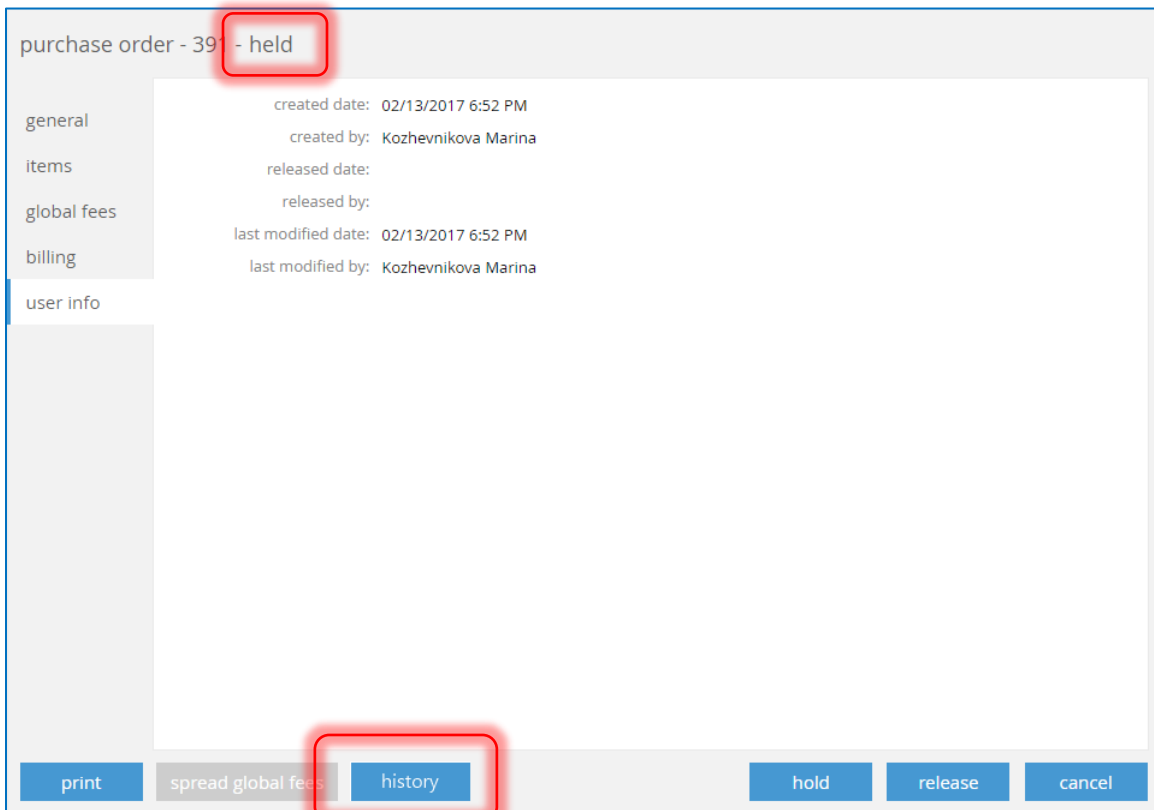 purchase order - 391 - held
general
items
global fees
billing
user info
created date: 02/13/2017 6:52 PM
created by: Kozhevnikova Marina
released date:
released by:
last modified date: 02/13/2017 6:52 PM
last modified by: Kozhevnikova Marina
print spread global fees history hold release cancel